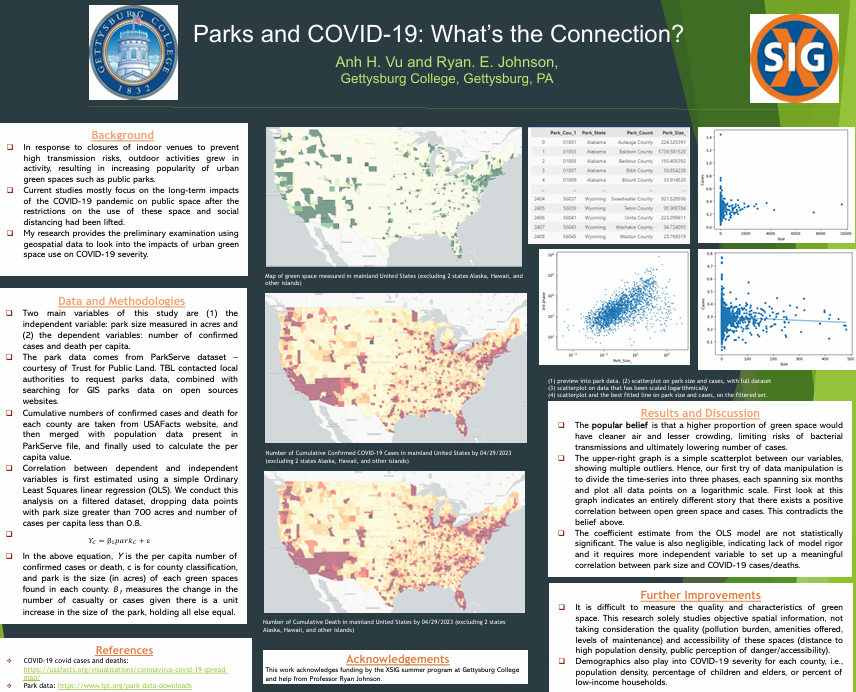 Parks and COVID-19: What's the Connection?
Anh H. Vu and Ryan. E. Johnson,
Gettysburg College, Gettysburg, PA
GETTYSBURG COLLEGE
1832
X
SIG
Background
In response to closures of indoor venues to prevent
high transmission risks, outdoor activities grew in
activity, resulting in increasing popularity of urban
green spaces such as public parks.
Current studies mostly focus on the long-term impacts
of the COVID-19 pandemic on public space after the
restrictions on the use of these space and social
distancing had been lifted.
My research provides the preliminary examination using
geospatial data to look into the impacts of urban green
space use on COVID-19 severity.
Data and Methodologies
Two main variables of this study are (1) the
independent variable: park size measured in acres and
(2) the dependent variables: number of confirmed
cases and death per capita.
The park data comes from ParkServe dataset –
courtesy of Trust for Public Land. TBL contacted local
authorities to request parks data, combined with
searching for GIS parks data on open sources
websites.
Cumulative numbers of confirmed cases and death for
each county are taken from USAFacts website, and
then merged with population data present in
ParkServe file, and finally used to calculate the per
capita value.
Correlation between dependent and independent
variables is first estimated using a simple Ordinary
Least Squares linear regression (OLS). We conduct this
analysis on a filtered dataset, dropping data points
with park size greater than 700 acres and number of
cases per capita less than 0.8.
Y_C = β₁park_C + ε
In the above equation, Y is the per capita number of
confirmed cases or death, c is for county classification,
and park is the size (in acres) of each green spaces
found in each county. B₁ measures the change in the
number of casualty or cases given there is a unit
increase in the size of the park, holding all else equal.
References
COVID-19 covid cases and deaths:
https://usafacts.org/visualizations/coronavirus-covid-19-spread-
map/
Park data: https://www.tpl.org/park-data-downloads
Map of green space measured in mainland United States (excluding 2 states Alaska, Hawaii, and
other islands)
Number of Cumulative Confirmed COVID-19 Cases in mainland United States by 04/29/2023
(excluding 2 states Alaska, Hawaii, and other islands)
Number of Cumulative Death in mainland United States by 04/29/2023 (excluding 2 states
Alaska, Hawaii, and other islands)
Acknowledgements
This work acknowledges funding by the XSIG summer program at Gettysburg College
and help from Professor Ryan Johnson.
Park_Cou_1 Park_State Park_County Park_Size_
0 01001 Alabama Autauga County 224.525391
1 01003 Alabama Baldwin County
2 01005 Alabama Barbour County
3 01007 Alabama Bibb County
4 01009 Alabama Blount County
... ... ... ... ...
2404 56037 Wyoming Sweetwater County
2405 56039 Wyoming Teton County
2406 56041 Wyoming Uinta County
2407 56043 Wyoming Washakie County
2408 56045 Wyoming Weston County
Cases
Size
0 2000 4000 6000 8000 10000
Park_Size_
Cases
Size
0 100 200 300 400 500
(1) preview into park data, (2) scatterplot on park size and cases, with full dataset
(3) scatterplot on data that has been scaled logarithmically
(4) scatterplot and the best fitted line on park size and cases, on the filtered set.
Results and Discussion
The popular belief is that a higher proportion of green space would
have cleaner air and lesser crowding, limiting risks of bacterial
transmissions and ultimately lowering number of cases.
The upper-right graph is a simple scatterplot between our variables,
showing multiple outliers. Hence, our first try of data manipulation is
to divide the time-series into three phases, each spanning six months
and plot all data points on a logarithmic scale. First look at this
graph indicates an entirely different story that there exists a positive
correlation between open green space and cases. This contradicts the
belief above.
The coefficient estimate from the OLS model are not statistically
significant. The value is also negligible, indicating lack of model rigor
and it requires more independent variable to set up a meaningful
correlation between park size and COVID-19 cases/deaths.
Further Improvements
It is difficult to measure the quality and characteristics of green
space. This research solely studies objective spatial information, not
taking consideration the quality (pollution burden, amenities offered,
levels of maintenance) and accessibility of these spaces (distance to
high population density, public perception of danger/accessibility).
Demographics also play into COVID-19 severity for each county, i.e.,
population density, percentage of children and elders, or percent of
low-income households.